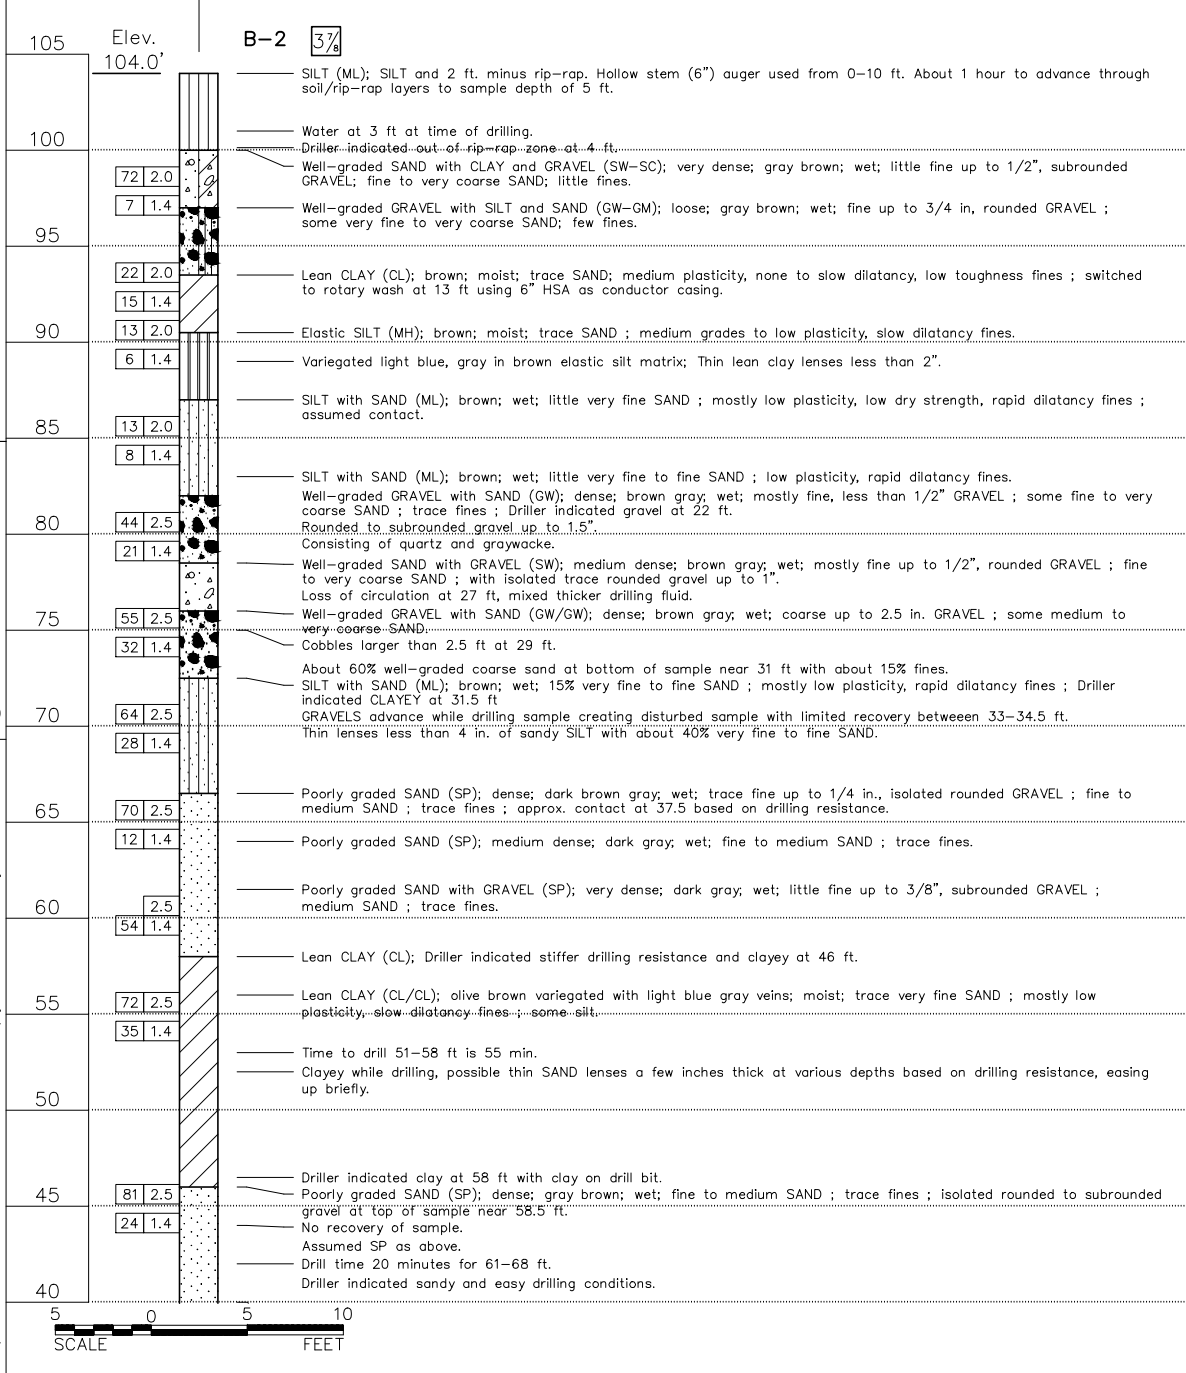 105
Elev.
104.0'
B-2
3 7/8
SILT (ML); SILT and 2 ft. minus rip-rap. Hollow stem (6") auger used from 0-10 ft. About 1 hour to advance through
soil/rip-rap layers to sample depth of 5 ft.
Water at 3 ft at time of drilling.
100
Driller indicated out of rip-rap zone at 4 ft.
Well-graded SAND with CLAY and GRAVEL (SW-SC); very dense; gray brown; wet; little fine up to 1/2", subrounded
72 2.0
GRAVEL; fine to very coarse SAND; little fines.
7 1.4
Well-graded GRAVEL with SILT and SAND (GW-GM); loose; gray brown; wet; fine up to 3/4 in, rounded GRAVEL ;
some very fine to very coarse SAND; few fines.
95
22 2.0
Lean CLAY (CL); brown; moist; trace SAND; medium plasticity, none to slow dilatancy, low toughness fines ; switched
to rotary wash at 13 ft using 6" HSA as conductor casing.
15 1.4
13 2.0
Elastic SILT (MH); brown; moist; trace SAND ; medium grades to low plasticity, slow dilatancy fines.
90
6 1.4
Variegated light blue, gray in brown elastic silt matrix; Thin lean clay lenses less than 2".
SILT with SAND (ML); brown; wet; little very fine SAND ; mostly low plasticity, low dry strength, rapid dilatancy fines ;
assumed contact.
13 2.0
85
8 1.4
SILT with SAND (ML); brown; wet; little very fine to fine SAND ; low plasticity, rapid dilatancy fines.
Well-graded GRAVEL with SAND (GW); dense; brown gray; wet; mostly fine, less than 1/2" GRAVEL ; some fine to very
coarse SAND ; trace fines ; Driller indicated gravel at 22 ft.
44 2.5
80
Rounded to subrounded gravel up to 1.5".
Consisting of quartz and graywacke.
21 1.4
Well-graded SAND with GRAVEL (SW); medium dense; brown gray; wet; mostly fine up to 1/2", rounded GRAVEL ; fine
to very coarse SAND ; with isolated trace rounded gravel up to 1".
Loss of circulation at 27 ft, mixed thicker drilling fluid.
55 2.5
Well-graded GRAVEL with SAND (GW/GW); dense; brown gray; wet; coarse up to 2.5 in. GRAVEL ; some medium to
75
very coarse SAND.
32 1.4
Cobbles larger than 2.5 ft at 29 ft.
About 60% well-graded coarse sand at bottom of sample near 31 ft with about 15% fines.
SILT with SAND (ML); brown; wet; 15% very fine to fine SAND ; mostly low plasticity, rapid dilatancy fines ; Driller
indicated CLAYEY at 31.5 ft
64 2.5
70
GRAVELS advance while drilling sample creating disturbed sample with limited recovery betweeen 33-34.5 ft.
Thin lenses less than 4 in. of sandy SILT with about 40% very fine to fine SAND.
28 1.4
Poorly graded SAND (SP); dense; dark brown gray; wet; trace fine up to 1/4 in., isolated rounded GRAVEL ; fine to
medium SAND ; trace fines ; approx. contact at 37.5 based on drilling resistance.
70 2.5
65
12 1.4
Poorly graded SAND (SP); medium dense; dark gray; wet; fine to medium SAND ; trace fines.
Poorly graded SAND with GRAVEL (SP); very dense; dark gray; wet; little fine up to 3/8", subrounded GRAVEL ;
medium SAND ; trace fines.
2.5
60
54 1.4
Lean CLAY (CL); Driller indicated stiffer drilling resistance and clayey at 46 ft.
72 2.5
Lean CLAY (CL/CL); olive brown variegated with light blue gray veins; moist; trace very fine SAND ; mostly low
55
plasticity, slow dilatancy fines ; some silt.
35 1.4
Time to drill 51-58 ft is 55 min.
Clayey while drilling, possible thin SAND lenses a few inches thick at various depths based on drilling resistance, easing
up briefly.
50
Driller indicated clay at 58 ft with clay on drill bit.
81 2.5
Poorly graded SAND (SP); dense; gray brown; wet; fine to medium SAND ; trace fines ; isolated rounded to subrounded
45
gravel at top of sample near 58.5 ft.
24 1.4
No recovery of sample.
Assumed SP as above.
Drill time 20 minutes for 61-68 ft.
Driller indicated sandy and easy drilling conditions.
40
5 0 5 10
SCALE FEET